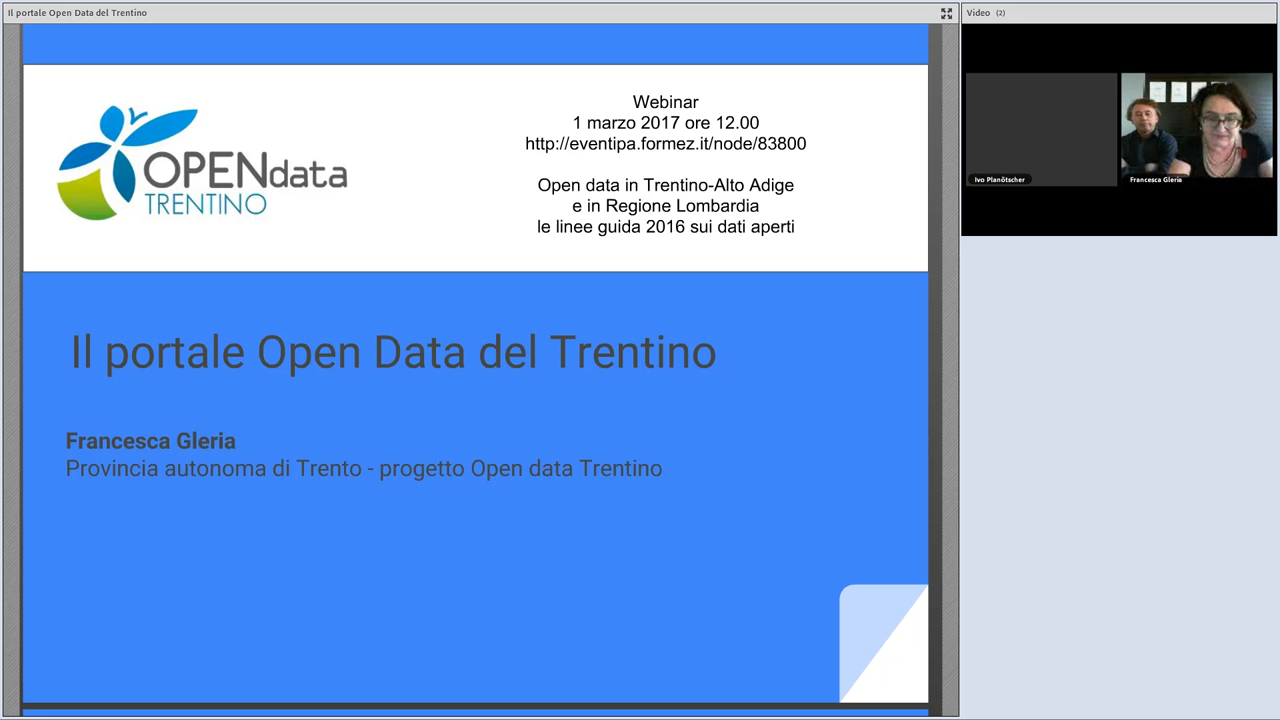 Il portale Open Data del Trentino
Video (2)
OPENdata
TRENTINO
Webinar
1 marzo 2017 ore 12.00
http://eventipa.formez.it/node/83800
Open data in Trentino-Alto Adige
e in Regione Lombardia
le linee guida 2016 sui dati aperti
Il portale Open Data del Trentino
Francesca Gleria
Provincia autonoma di Trento - progetto Open data Trentino
Ivo Planötscher
Francesca Gleria